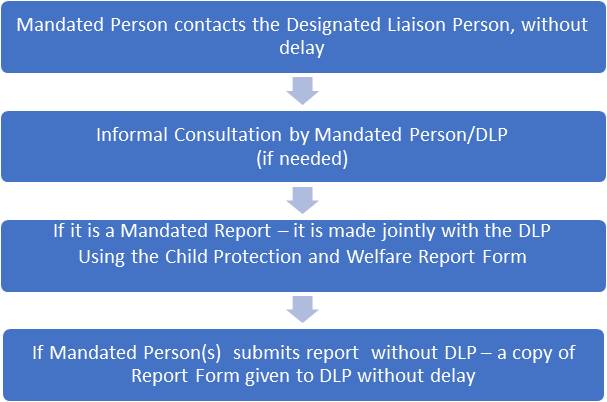 Mandated Person contacts the Designated Liaison Person, without
delay
Informal Consultation by Mandated Person/DLP
(if needed)
If it is a Mandated Report – it is made jointly with the DLP
Using the Child Protection and Welfare Report Form
If Mandated Person(s) submits report without DLP – a copy of
Report Form given to DLP without delay